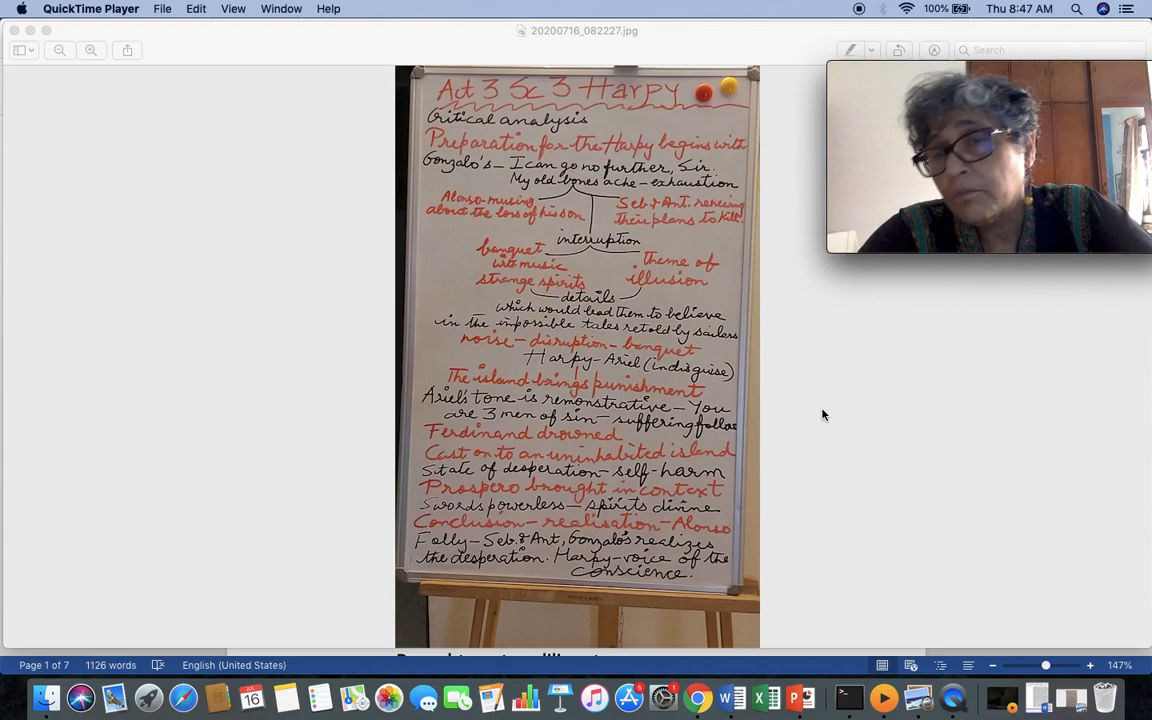 QuickTime Player File Edit View Window Help 100% Thu 8:47 AM
20200716_082227.jpg
Search
Act 3 Sc 3 Harpy
Critical analysis
Preparation for the Harpy begins with
Gonzalo's – I can go no further, Sir.
My old bones ache – exhaustion
Alonso – musing
about the loss of his son
Seb. & Ant. renewing
their plans to kill!
interruption
banquet
with music
strange spirits
theme of
illusion
details
which would lead them to believe
in the impossible tales retold by sailors
noise – disruption – banquet
Harpy – Ariel (in disguise)
The island brings punishment
Ariel's tone is remonstrative – You
are 3 men of sin – suffering follows
Ferdinand drowned
Cast on to an uninhabited island
State of desperation – self-harm
Prospero brought in context
Swords powerless – spirits divine
Conclusion – realisation – Alonso
Folly – Seb. & Ant, Gonzalo's realizes
the desperation. Harpy – voice of the
conscience.
Page 1 of 7 1126 words English (United States) 147%
JUL
16
6
1